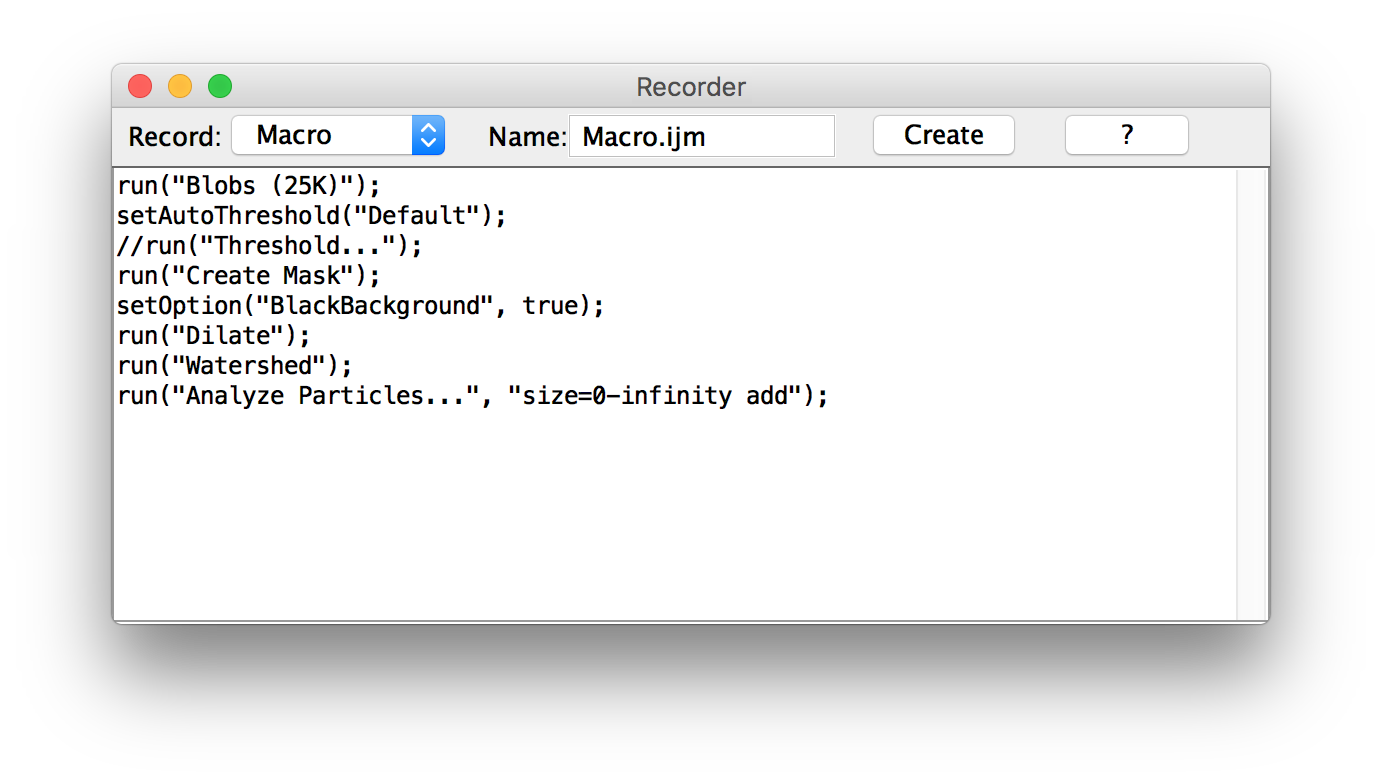 Recorder
Record: Macro Name: Macro.ijm Create ?
run("Blobs (25K)");
setAutoThreshold("Default");
//run("Threshold...");
run("Create Mask");
setOption("BlackBackground", true);
run("Dilate");
run("Watershed");
run("Analyze Particles...", "size=0-infinity add");